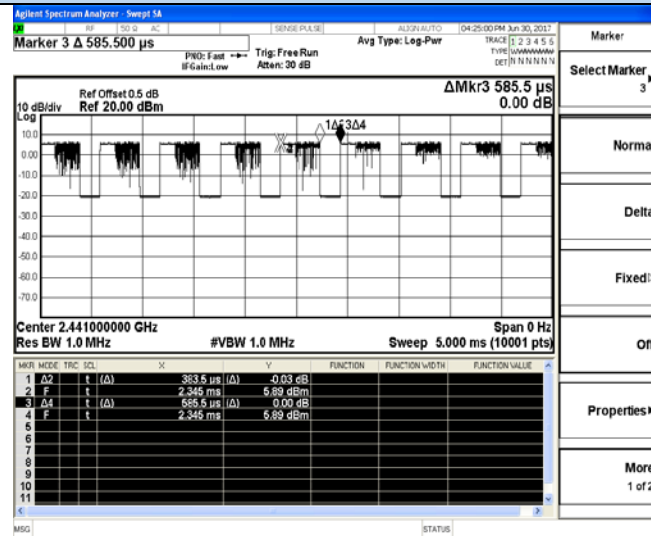 Agilent Spectrum Analyzer - Swept SA
RF 50 Ω AC SENSE:PULSE ALIGN AUTO 04:25:00 PM Jun 30, 2017
Marker 3 Δ 585.500 µs
PNO: Fast
IFGain:Low
Trig: Free Run
Atten: 30 dB
Avg Type: Log-Pwr
TRACE 1 2 3 4 5 6
TYPE
DET N N N N N N
Ref Offset 0.5 dB
Ref 20.00 dBm
10 dB/div
Log
ΔMkr3 585.5 µs
0.00 dB
10.0
0.00
-10.0
-20.0
-30.0
-40.0
-50.0
-60.0
-70.0
3Δ4
Center 2.441000000 GHz
Span 0 Hz
Res BW 1.0 MHz
#VBW 1.0 MHz
Sweep 5.000 ms (10001 pts)
MKR MODE TRC SCL X Y FUNCTION FUNCTION WIDTH FUNCTION VALUE
1 Δ2 t (Δ) 383.5 µs (Δ) -0.03 dB
2 F t 2.345 ms 5.89 dBm
3 Δ4 t (Δ) 585.5 µs (Δ) 0.00 dB
4 F t 2.345 ms 5.89 dBm
5
6
7
8
9
10
11
MSG
STATUS
Marker
Select Marker
3
Norma
Delta
Fixed
Of
Properties
More
1 of 2